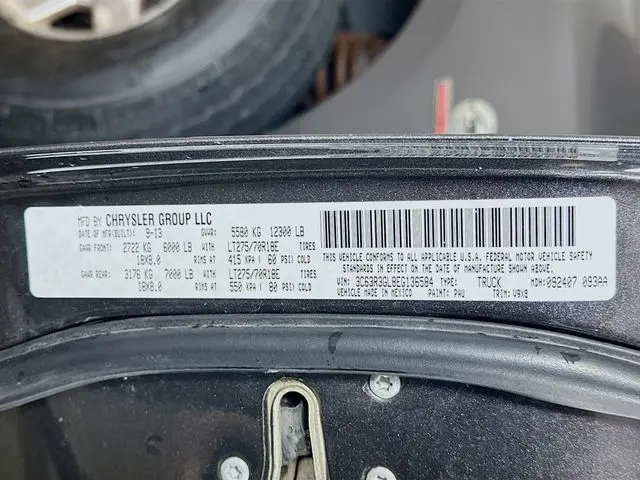 MFD BY CHRYSLER GROUP LLC
DATE OF MFR(BUILT): 9-13 GVWR: 5580 KG 12300 LB
GAWR FRONT: 2722 KG 6000 LB WITH LT275/70R18E TIRES
18X8.0 RIMS AT 415 KPA ( 60 PSI) COLD
GAWR REAR: 3176 KG 7000 LB WITH LT275/70R18E TIRES
18X8.0 RIMS AT 550 KPA ( 80 PSI) COLD
THIS VEHICLE CONFORMS TO ALL APPLICABLE U.S.A. FEDERAL MOTOR VEHICLE SAFETY
STANDARDS IN EFFECT ON THE DATE OF MANUFACTURE SHOWN ABOVE.
VIN: 3C63R3GL8EG136584 TYPE: TRUCK MDH:092407 093AA
VEHICLE MADE IN MEXICO PAINT: PAU TRIM: V9X8